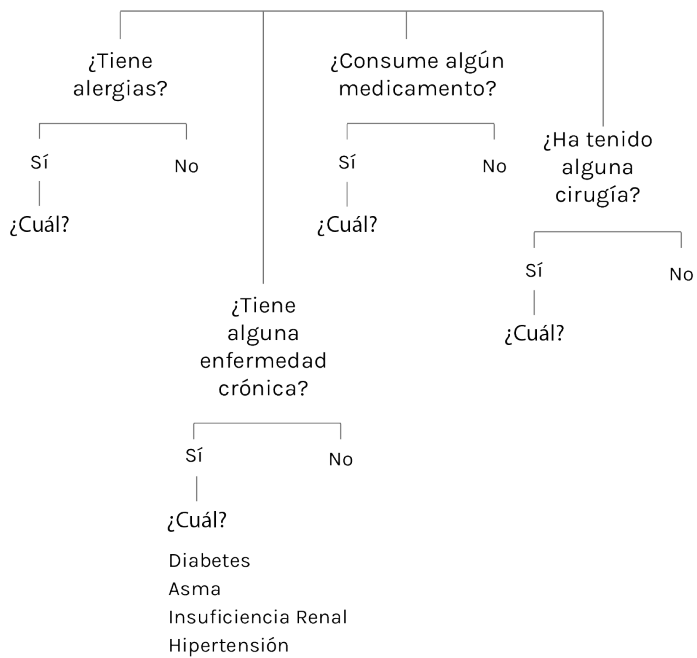 ¿Tiene
alergias?
Sí
No
¿Cuál?
¿Consume algún
medicamento?
Sí
No
¿Cuál?
¿Ha tenido
alguna
cirugía?
Sí
No
¿Cuál?
¿Tiene
alguna
enfermedad
crónica?
Sí
No
¿Cuál?
Diabetes
Asma
Insuficiencia Renal
Hipertensión